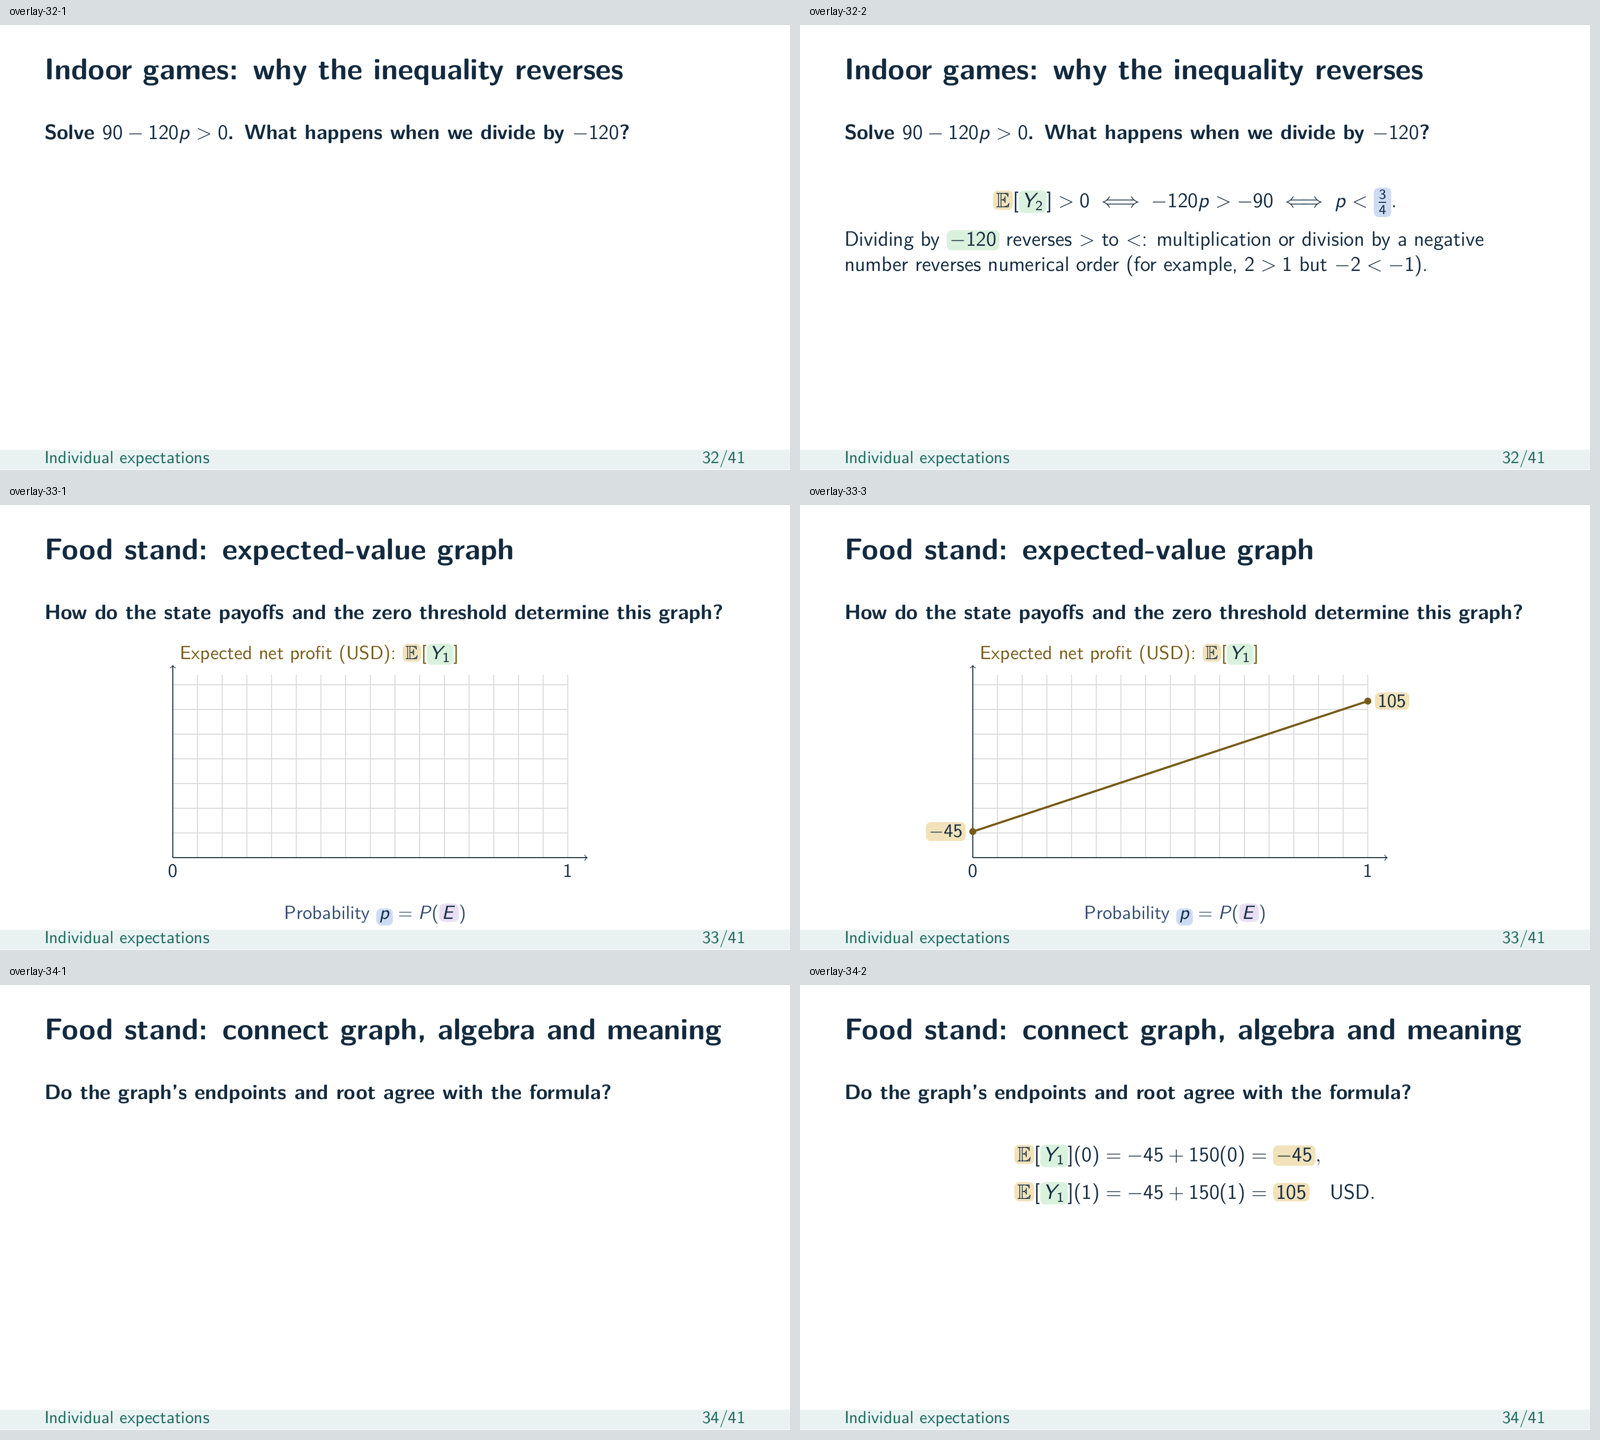 overlay-32-1
Indoor games: why the inequality reverses
Solve 90 − 120p > 0. What happens when we divide by −120?
Individual expectations
32/41
overlay-32-2
Indoor games: why the inequality reverses
Solve 90 − 120p > 0. What happens when we divide by −120?
𝔼[Y₂] > 0 ⟺ −120p > −90 ⟺ p < 3/4.
Dividing by −120 reverses > to <: multiplication or division by a negative
number reverses numerical order (for example, 2 > 1 but −2 < −1).
Individual expectations
32/41
overlay-33-1
Food stand: expected-value graph
How do the state payoffs and the zero threshold determine this graph?
Expected net profit (USD): 𝔼[Y₁]
0
1
Probability p = P(E)
Individual expectations
33/41
overlay-33-3
Food stand: expected-value graph
How do the state payoffs and the zero threshold determine this graph?
Expected net profit (USD): 𝔼[Y₁]
105
−45
0
1
Probability p = P(E)
Individual expectations
33/41
overlay-34-1
Food stand: connect graph, algebra and meaning
Do the graph's endpoints and root agree with the formula?
Individual expectations
34/41
overlay-34-2
Food stand: connect graph, algebra and meaning
Do the graph's endpoints and root agree with the formula?
𝔼[Y₁](0) = −45 + 150(0) = −45,
𝔼[Y₁](1) = −45 + 150(1) = 105 USD.
Individual expectations
34/41